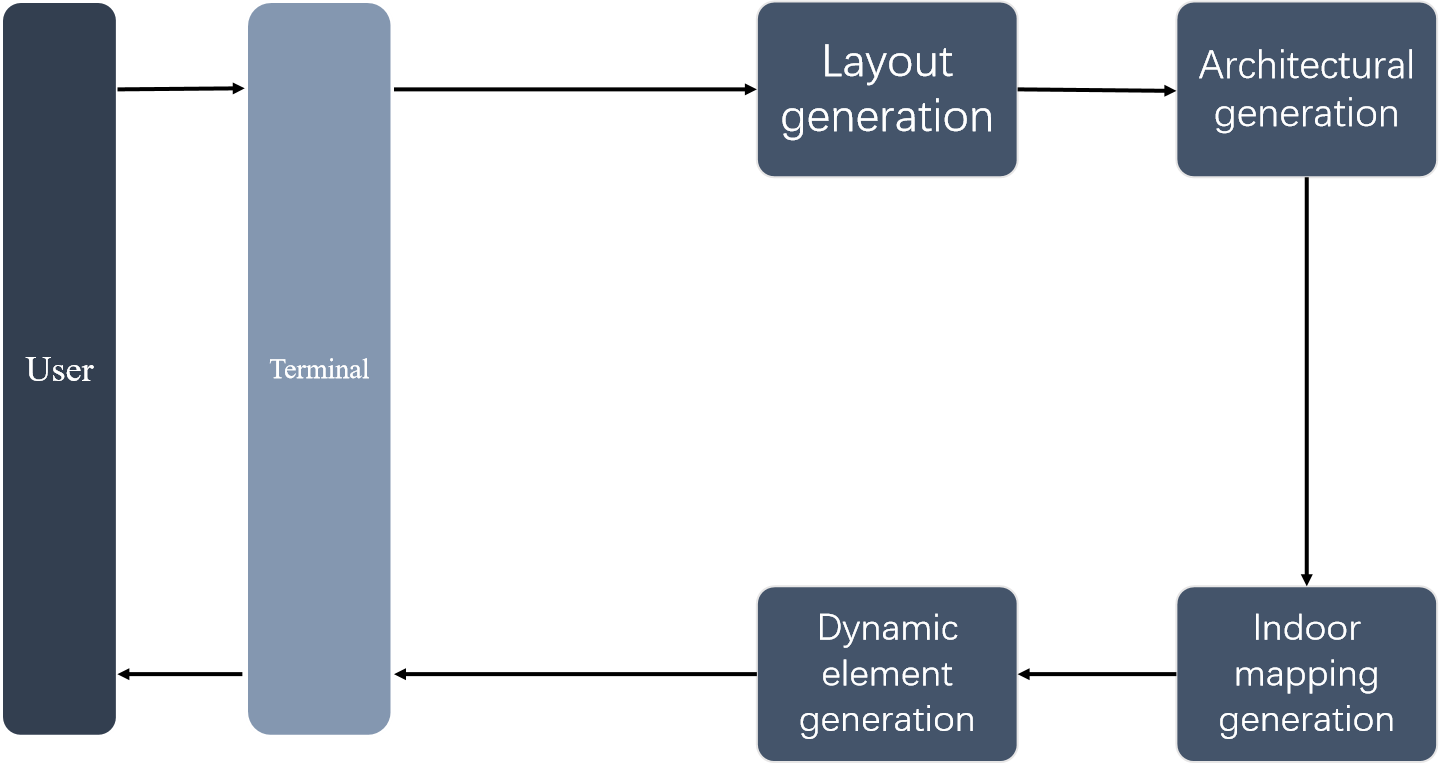 Layout
generation
Architectural
generation
User
Terminal
Dynamic
element
generation
Indoor
mapping
generation